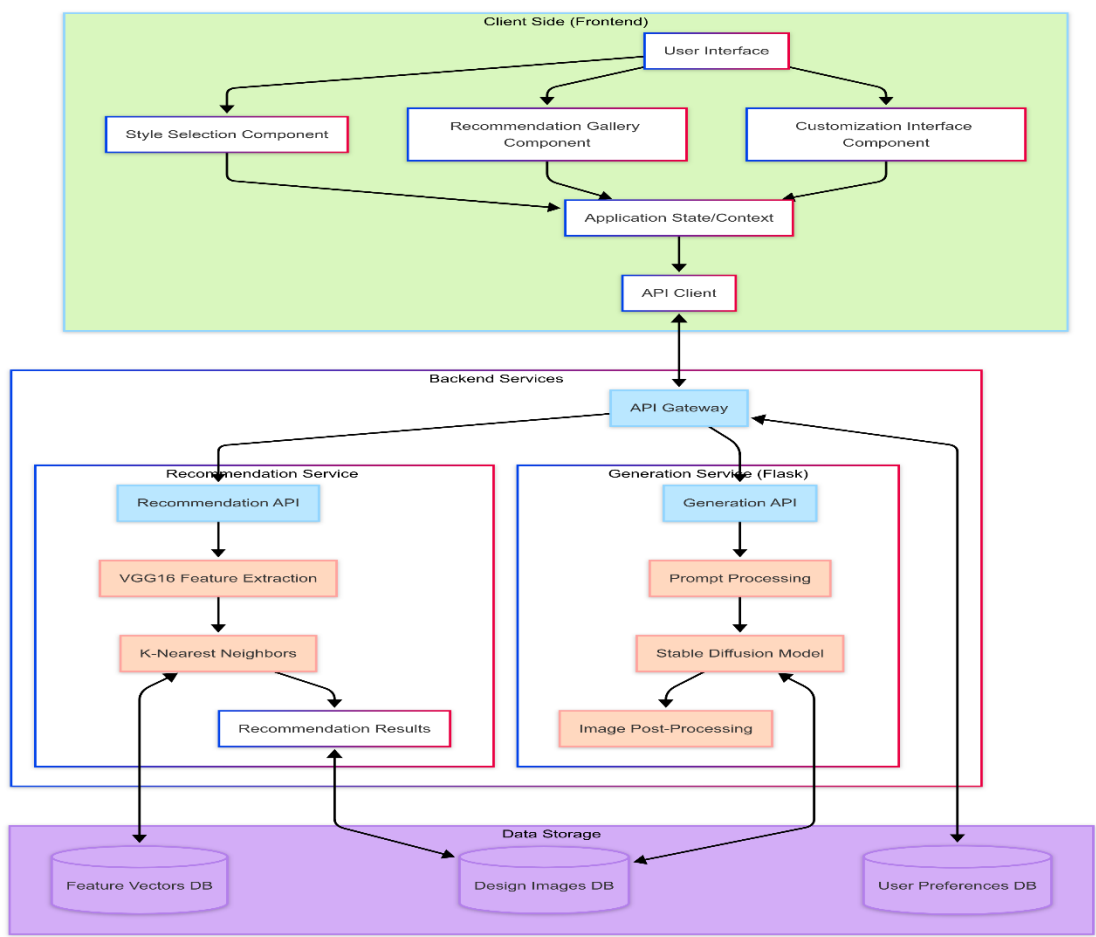 Client Side (Frontend)
User Interface
Style Selection Component
Recommendation Gallery
Component
Customization Interface
Component
Application State/Context
API Client
Backend Services
API Gateway
Recommendation Service
Generation Service (Flask)
Recommendation API
Generation API
VGG16 Feature Extraction
Prompt Processing
K-Nearest Neighbors
Stable Diffusion Model
Recommendation Results
Image Post-Processing
Data Storage
Feature Vectors DB
Design Images DB
User Preferences DB